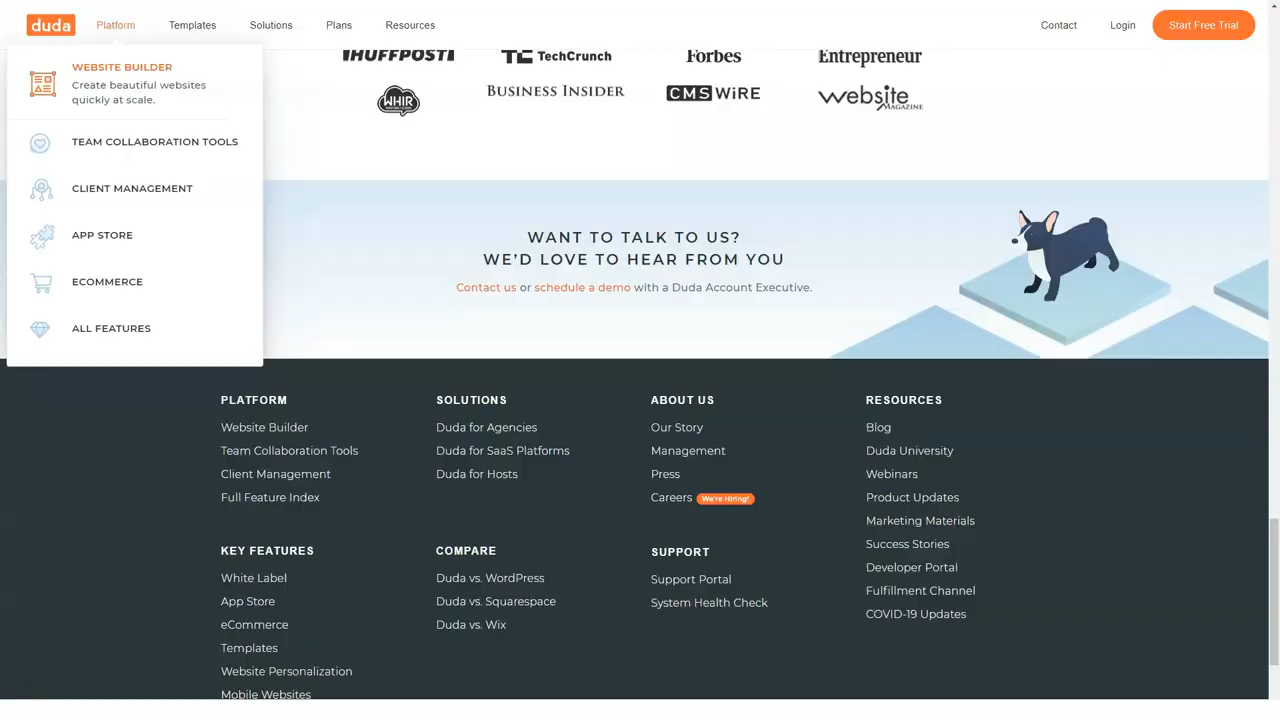 duda
Platform
Templates
Solutions
Plans
Resources
Contact
Login
Start Free Trial
WEBSITE BUILDER
Create beautiful websites
quickly at scale.
TEAM COLLABORATION TOOLS
CLIENT MANAGEMENT
APP STORE
ECOMMERCE
ALL FEATURES
IHUFFPOSTI
TC TechCrunch
Forbes
Entrepreneur
WHIR
BUSINESS INSIDER
CMSWiRE
website
MAGAZINE
WANT TO TALK TO US?
WE'D LOVE TO HEAR FROM YOU
Contact us or schedule a demo with a Duda Account Executive.
PLATFORM
Website Builder
Team Collaboration Tools
Client Management
Full Feature Index
SOLUTIONS
Duda for Agencies
Duda for SaaS Platforms
Duda for Hosts
ABOUT US
Our Story
Management
Press
Careers We're Hiring!
RESOURCES
Blog
Duda University
Webinars
Product Updates
Marketing Materials
Success Stories
Developer Portal
Fulfillment Channel
COVID-19 Updates
KEY FEATURES
White Label
App Store
eCommerce
Templates
Website Personalization
Mobile Websites
COMPARE
Duda vs. WordPress
Duda vs. Squarespace
Duda vs. Wix
SUPPORT
Support Portal
System Health Check